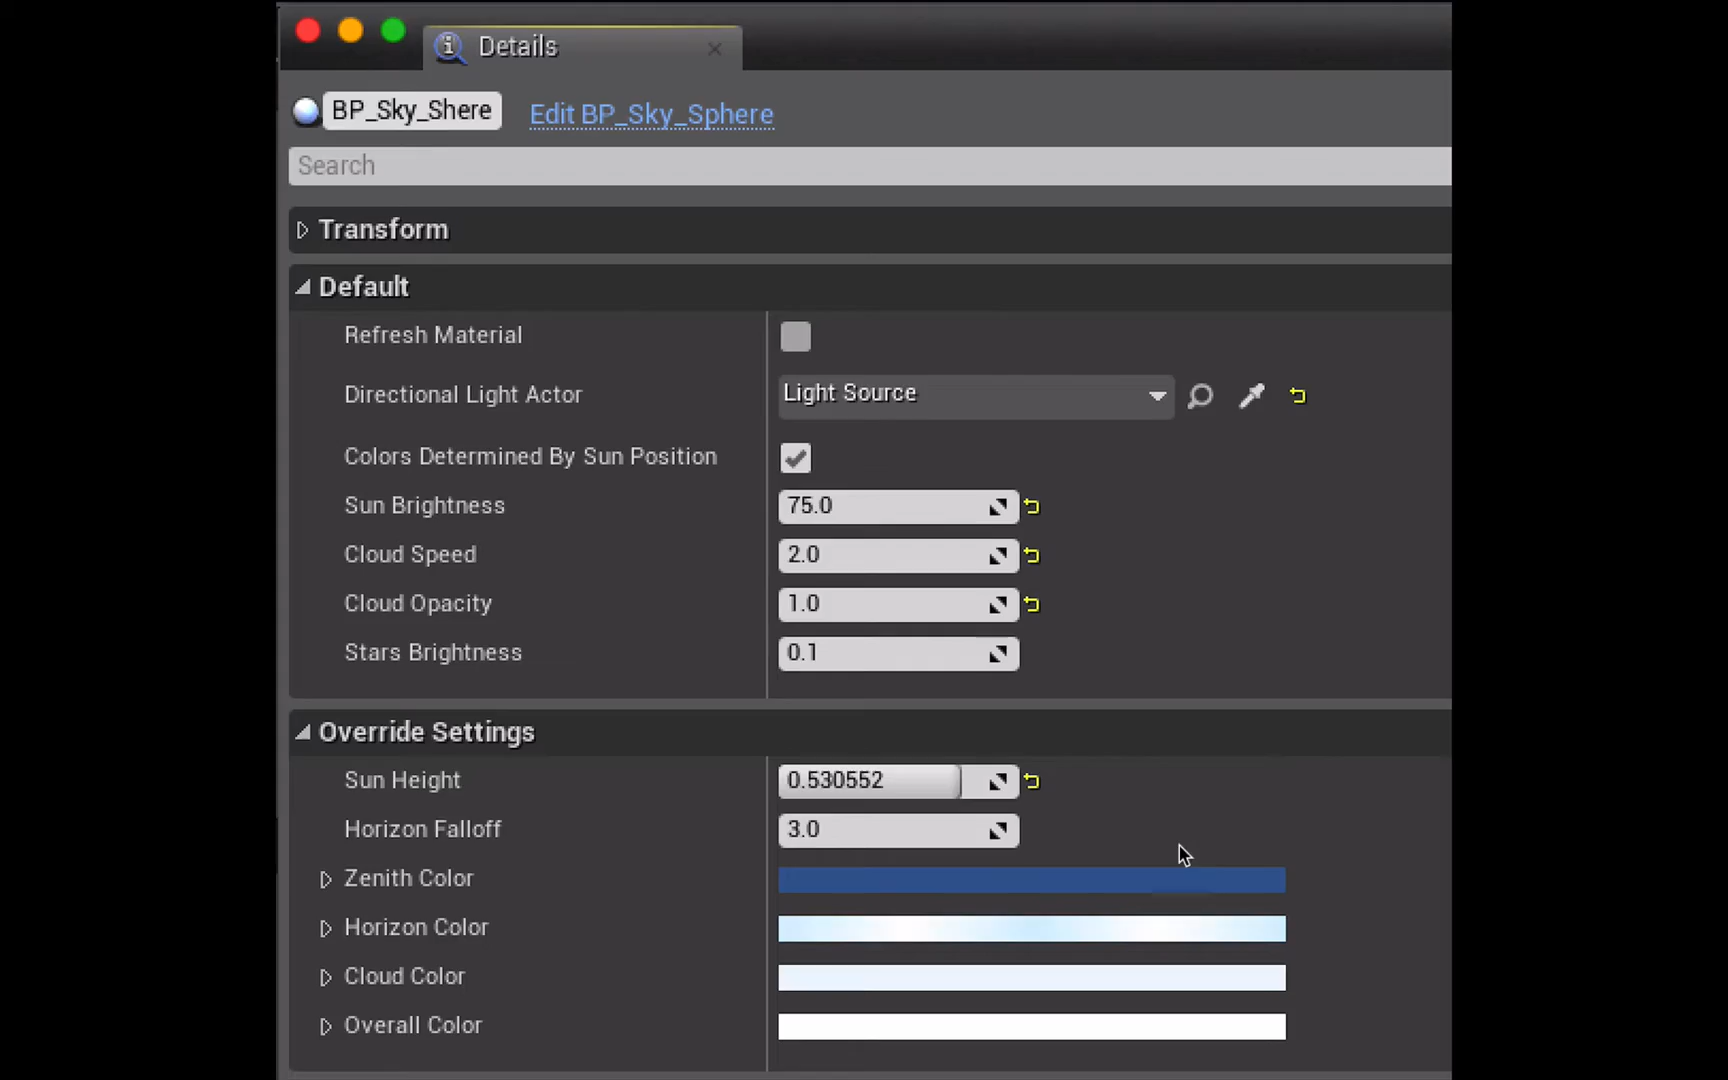 Details
BP_Sky_Shere Edit BP_Sky_Sphere
Search
Transform
Default
Refresh Material
Directional Light Actor Light Source
Colors Determined By Sun Position
Sun Brightness 75.0
Cloud Speed 2.0
Cloud Opacity 1.0
Stars Brightness 0.1
Override Settings
Sun Height 0.530552
Horizon Falloff 3.0
Zenith Color
Horizon Color
Cloud Color
Overall Color